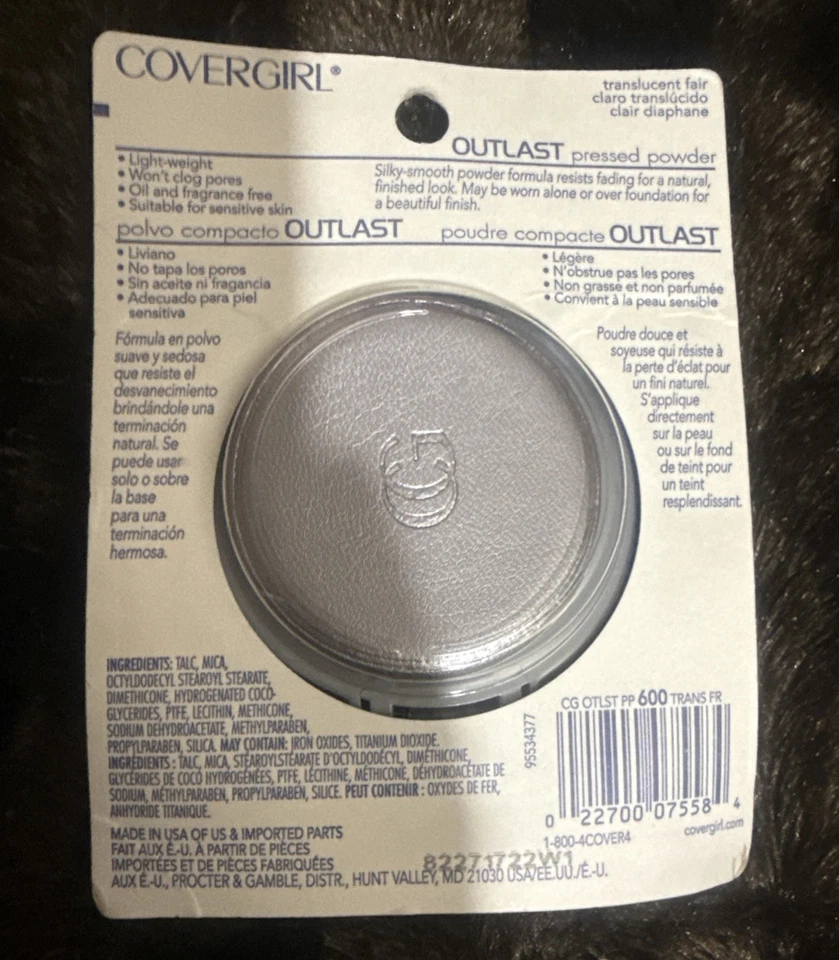 COVERGIRL®
translucent fair
claro translúcido
clair diaphane
OUTLAST pressed powder
• Light-weight
• Won't clog pores
• Oil and fragrance free
• Suitable for sensitive skin
Silky-smooth powder formula resists fading for a natural,
finished look. May be worn alone or over foundation for
a beautiful finish.
polvo compacto OUTLAST
• Liviano
• No tapa los poros
• Sin aceite ni fragancia
• Adecuado para piel
sensitiva
Fórmula en polvo
suave y sedosa
que resiste el
desvanecimiento
brindándole una
terminación
natural. Se
puede usar
solo o sobre
la base
para una
terminación
hermosa.
poudre compacte OUTLAST
• Légère
• N'obstrue pas les pores
• Non grasse et non parfumée
• Convient à la peau sensible
Poudre douce et
soyeuse qui résiste à
la perte d'éclat pour
un fini naturel.
S'applique
directement
sur la peau
ou sur le fond
de teint pour
un teint
resplendissant.
CG
INGREDIENTS: TALC, MICA,
OCTYLDODECYL STEAROYL STEARATE,
DIMETHICONE, HYDROGENATED COCO-
GLYCERIDES, PTFE, LECITHIN, METHICONE,
SODIUM DEHYDROACETATE, METHYLPARABEN,
PROPYLPARABEN, SILICA. MAY CONTAIN: IRON OXIDES, TITANIUM DIOXIDE.
INGRÉDIENTS : TALC, MICA, STÉAROYLSTÉARATE D'OCTYLDODÉCYL, DIMÉTHICONE,
GLYCÉRIDES DE COCO HYDROGÉNÉES, PTFE, LÉCITHINE, MÉTHICONE, DÉHYDROACÉTATE DE
SODIUM, MÉTHYLPARABEN, PROPYLPARABEN, SILICE. PEUT CONTENIR : OXYDES DE FER,
ANHYDRIDE TITANIQUE.
MADE IN USA OF US & IMPORTED PARTS
FAIT AUX É.-U. À PARTIR DE PIÈCES
IMPORTÉES ET DE PIÈCES FABRIQUÉES
AUX É.-U., PROCTER & GAMBLE, DISTR., HUNT VALLEY, MD 21030 USA/EE.UU./É.-U.
82271722W1
95534377
CG OTLST PP 600 TRANS FR
0 22700 07558 4
1-800-4COVER4
covergirl.com